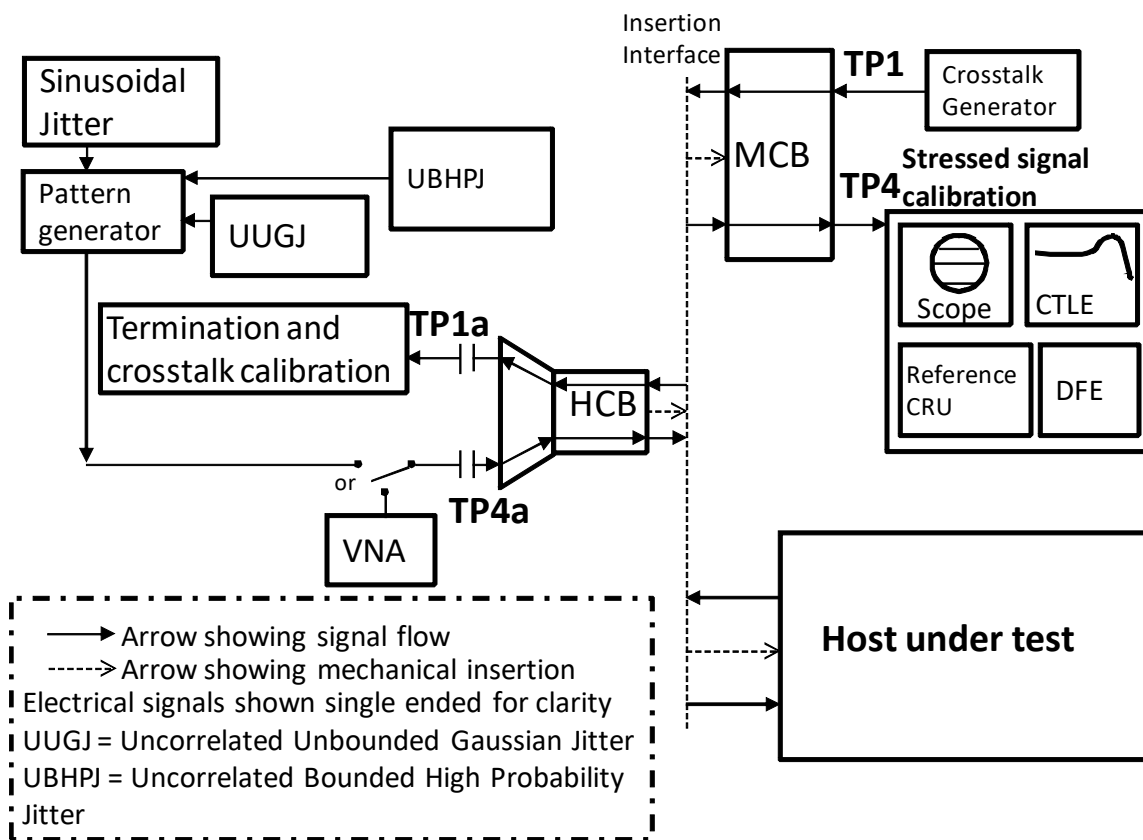 Insertion
Interface
Sinusoidal
Jitter
UBHPJ
Pattern
generator
UUGJ
MCB
TP1
Crosstalk
Generator
TP4
Stressed signal
calibration
Scope
CTLE
Reference
CRU
DFE
Termination and
crosstalk calibration
TP1a
HCB
or
TP4a
VNA
Host under test
Arrow showing signal flow
Arrow showing mechanical insertion
Electrical signals shown single ended for clarity
UUGJ = Uncorrelated Unbounded Gaussian Jitter
UBHPJ = Uncorrelated Bounded High Probability
Jitter